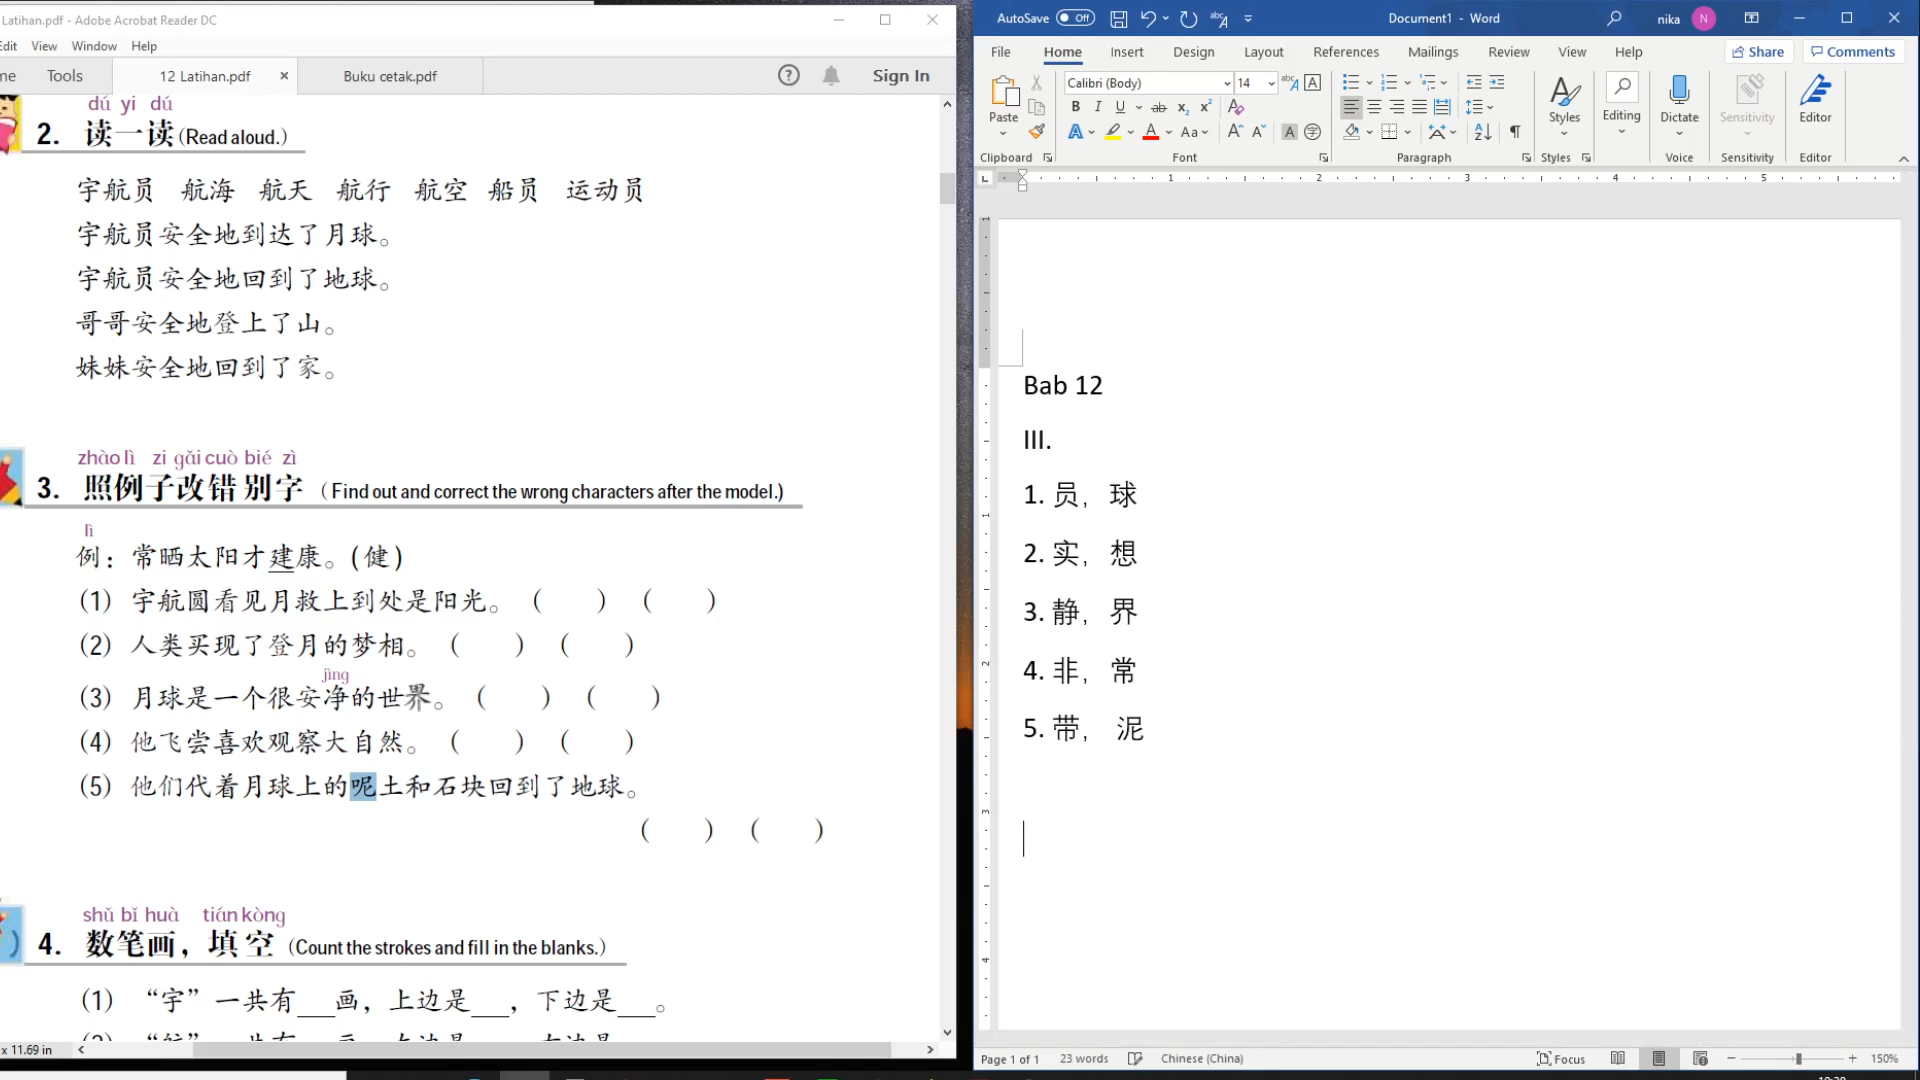 Latihan.pdf - Adobe Acrobat Reader DC
Edit View Window Help
me Tools 12 Latihan.pdf × Buku cetak.pdf ? Sign In
dú yi dú
2. 读一读 (Read aloud.)
宇航员 航海 航天 航行 航空 船员 运动员
宇航员安全地到达了月球。
宇航员安全地回到了地球。
哥哥安全地登上了山。
妹妹安全地回到了家。
zhào lì zi gǎi cuò bié zì
3. 照例子改错别字 (Find out and correct the wrong characters after the model.)
lì
例：常晒太阳才建康。(健)
(1) 宇航圆看见月救上到处是阳光。 ( ) ( )
(2) 人类买现了登月的梦相。 ( ) ( )
jìng
(3) 月球是一个很安净的世界。 ( ) ( )
(4) 他飞尝喜欢观察大自然。 ( ) ( )
(5) 他们代着月球上的呢土和石块回到了地球。
( ) ( )
shǔ bǐ huà tián kòng
4. 数笔画，填空 (Count the strokes and fill in the blanks.)
(1) “宇”一共有___画，上边是___，下边是___。
x 11.69 in
AutoSave Off Document1 - Word nika N
File Home Insert Design Layout References Mailings Review View Help Share Comments
Paste Calibri (Body) 14 Styles Editing Dictate Sensitivity Editor
Clipboard Font Paragraph Styles Voice Sensitivity Editor
1 2 3 4 5
Bab 12
III.
1. 员， 球
2. 实， 想
3. 静， 界
4. 非， 常
5. 带， 泥
Page 1 of 1 23 words Chinese (China) Focus 150%